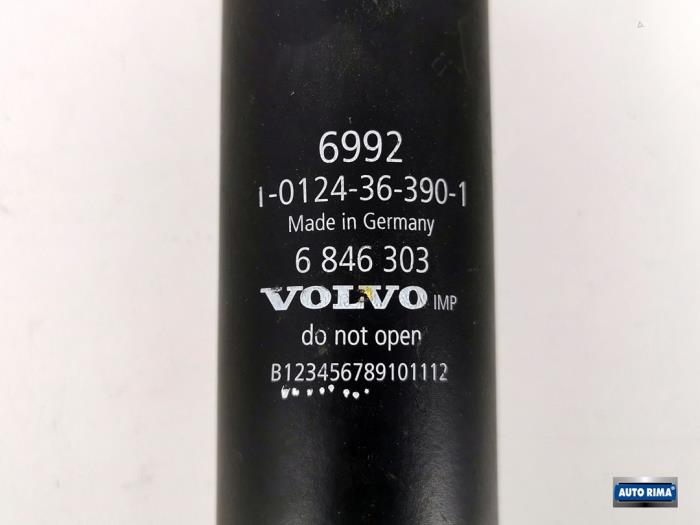 6992
1-0124-36-390-1
Made in Germany
6 846 303
VOLVO IMP
do not open
B123456789101112
AUTO RIMA